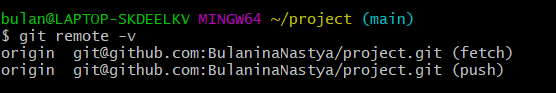 bulan@LAPTOP-SKDEELKV MINGW64 ~/project (main)
$ git remote -v
origin  git@github.com:BulaninaNastya/project.git (fetch)
origin  git@github.com:BulaninaNastya/project.git (push)